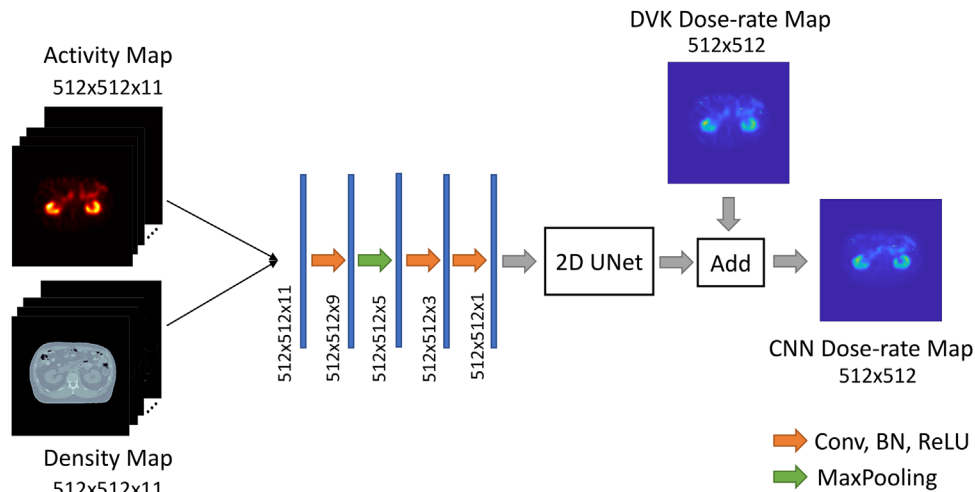 Activity Map
512x512x11
Density Map
512x512x11
512x512x11
512x512x9
512x512x5
512x512x3
512x512x1
2D UNet
DVK Dose-rate Map
512x512
Add
CNN Dose-rate Map
512x512
Conv, BN, ReLU
MaxPooling